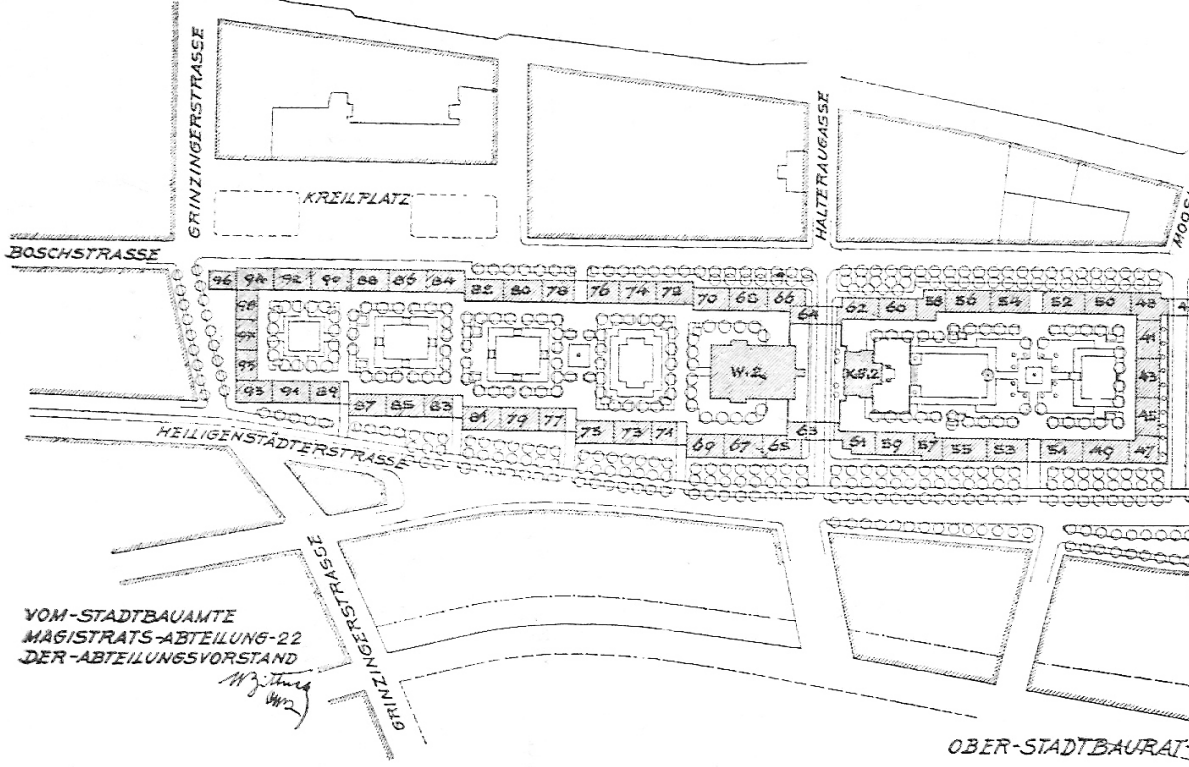 GRINZINGERSTRASSE
HALTERAUGASSE
KREILPLATZ
BOSCHSTRASSE
96 94 92 90 88 86 84
82 80 78 76 74 72
70 68 66
64
62 60 58 56 54 52 50 48
98
97
95
93 91 89
87 85 83
81 79 77
75 73 71
69 67 65
63
61 59 57 55 53 51 49 47
41
43
45
W.2.
K.G.2
HEILIGENSTÄDTERSTRASSE
GRINZINGERSTRASSE
VOM-STADTBAUAMTE
MAGISTRATS-ABTEILUNG-22
DER-ABTEILUNGSVORSTAND
OBER-STADTBAURAT